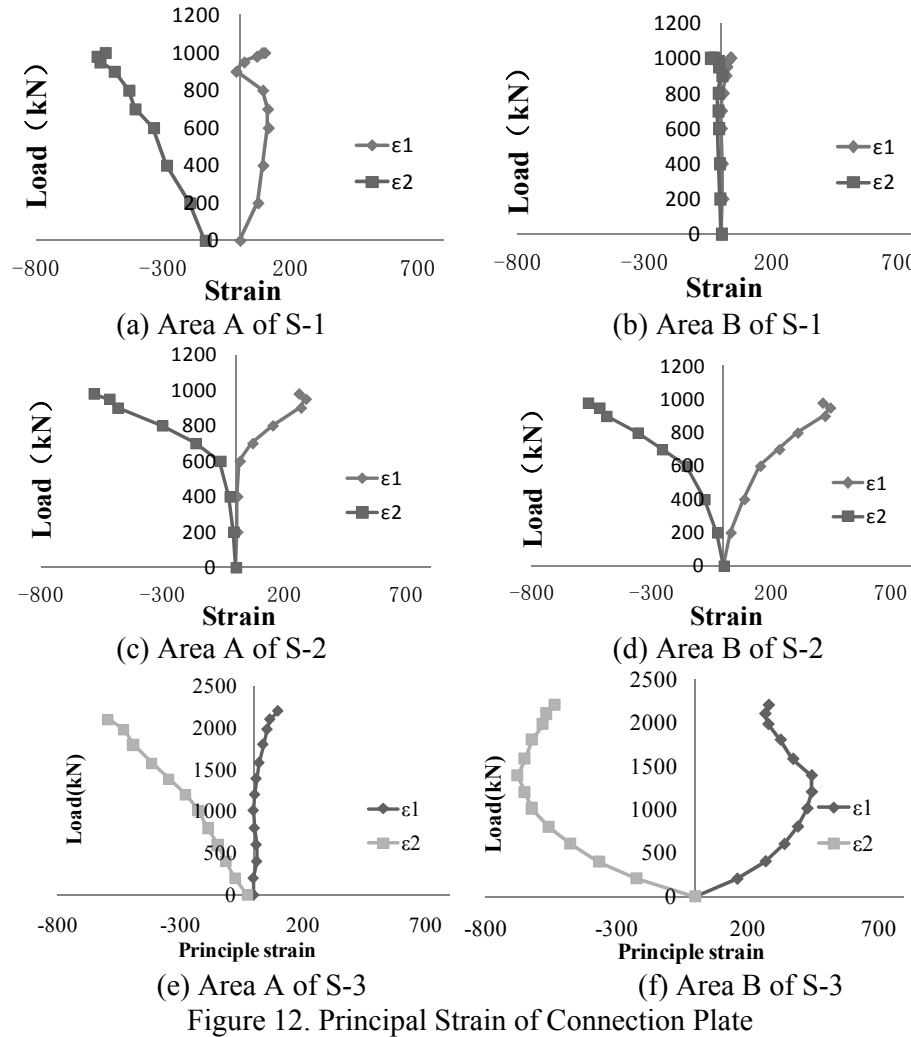 1200
1000
800
600
400
200
0
Load (kN)
ε1
ε2
-800 -300 200 700
Strain
(a) Area A of S-1
1200
1000
800
600
400
200
0
Load (kN)
ε1
ε2
-800 -300 200 700
Strain
(b) Area B of S-1
1200
1000
800
600
400
200
0
Load (kN)
ε1
ε2
-800 -300 200 700
Strain
(c) Area A of S-2
1200
1000
800
600
400
200
0
Load (kN)
ε1
ε2
-800 -300 200 700
Strain
(d) Area B of S-2
2500
2000
1500
1000
500
0
Load(kN)
ε1
ε2
-800 -300 200 700
Principle strain
(e) Area A of S-3
2500
2000
1500
1000
500
0
Load(kN)
ε1
ε2
-800 -300 200 700
Principle strain
(f) Area B of S-3
Figure 12. Principal Strain of Connection Plate